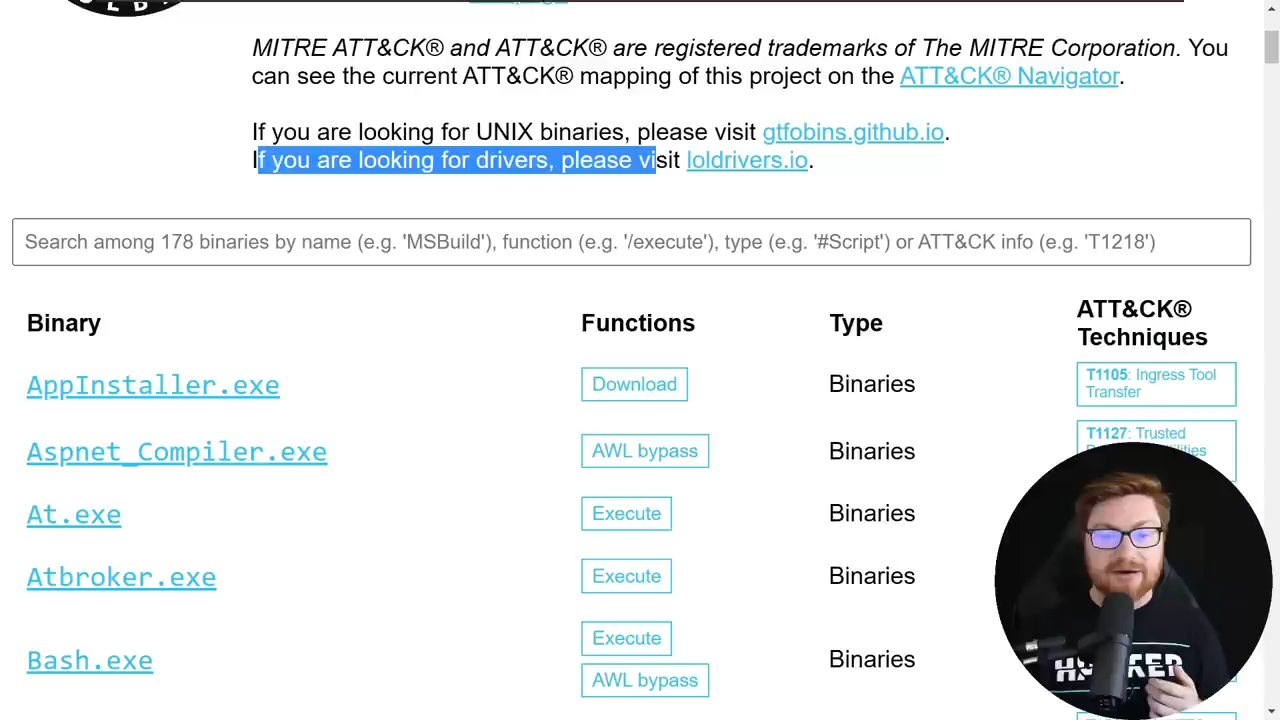 MITRE ATT&CK® and ATT&CK® are registered trademarks of The MITRE Corporation. You
can see the current ATT&CK® mapping of this project on the ATT&CK® Navigator.
If you are looking for UNIX binaries, please visit gtfobins.github.io.
If you are looking for drivers, please visit loldrivers.io.
Search among 178 binaries by name (e.g. 'MSBuild'), function (e.g. '/execute'), type (e.g. '#Script') or ATT&CK info (e.g. 'T1218')
Binary Functions Type ATT&CK®
Techniques
AppInstaller.exe Download Binaries T1105: Ingress Tool
Transfer
Aspnet_Compiler.exe AWL bypass Binaries T1127: Trusted
At.exe Execute Binaries
Atbroker.exe Execute Binaries
Bash.exe Execute Binaries
AWL bypass